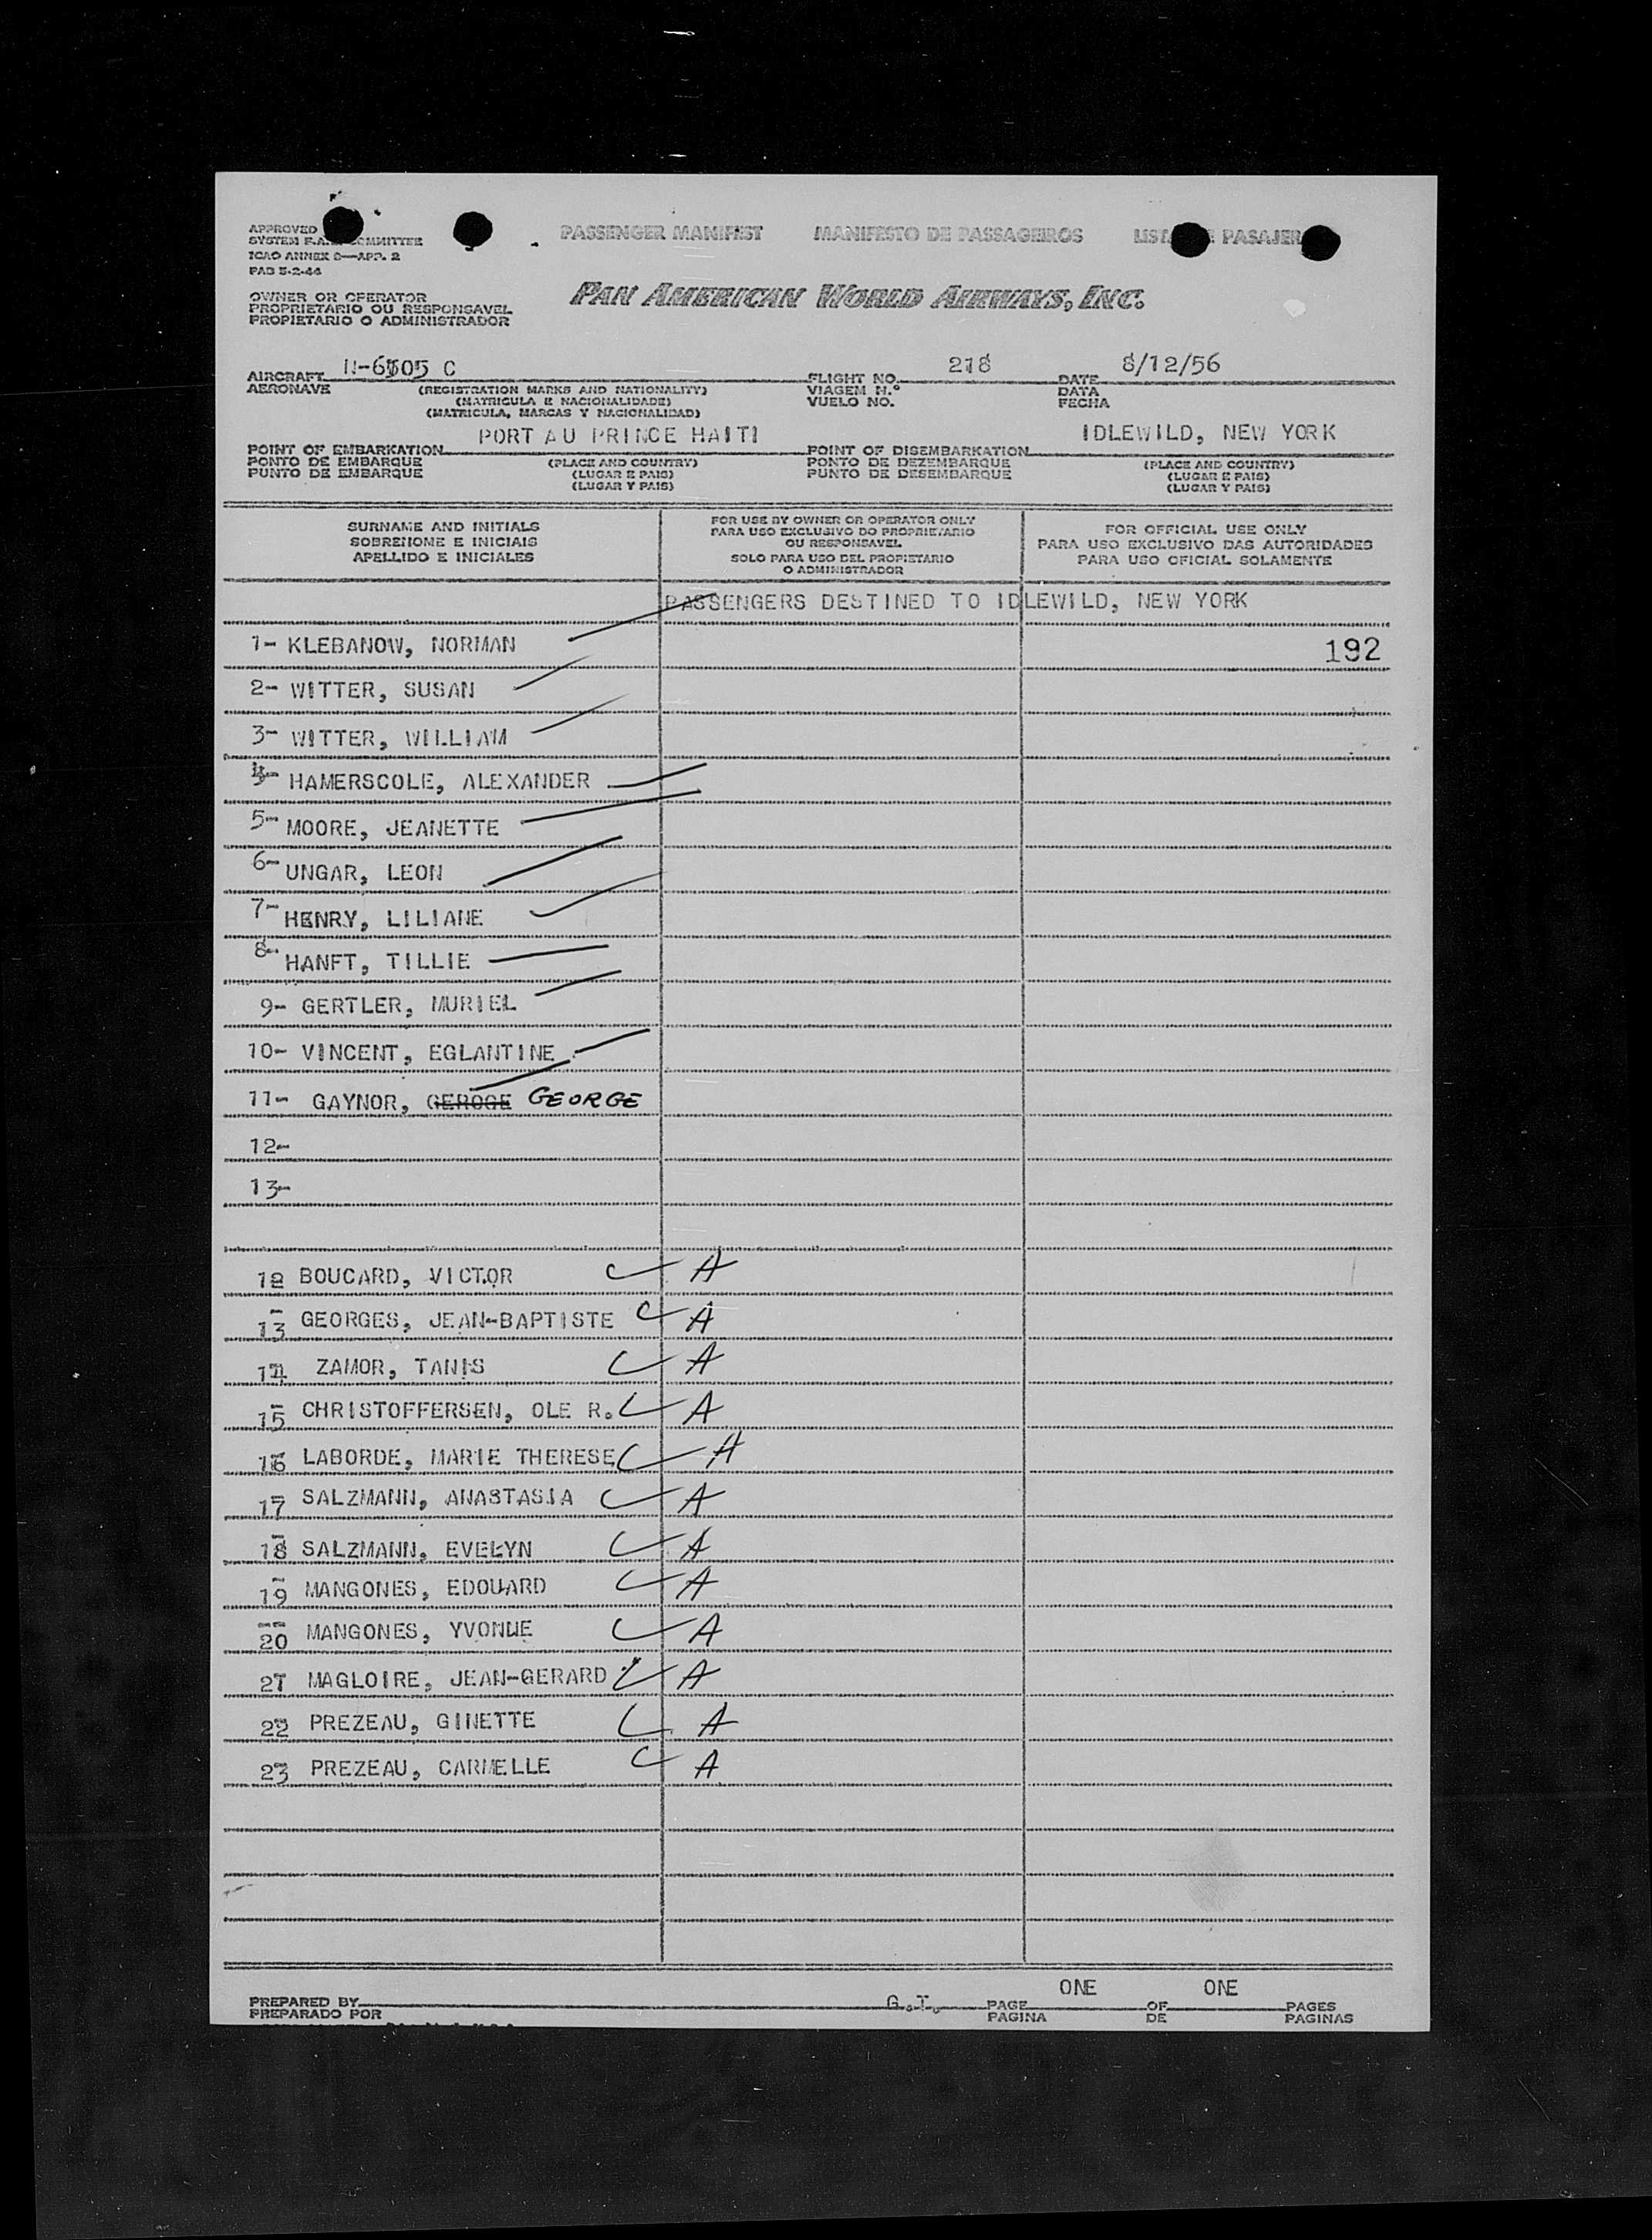 APPROVED
SYSTEM F.A. COMMITTEE
ICAO ANNEX 9—APP. 2
PAB 5-2-44
PASSENGER MANIFEST MANIFESTO DE PASSAGEIROS LISTA DE PASAJER
OWNER OR OPERATOR
PROPRIETARIO OU RESPONSAVEL
PROPIETARIO O ADMINISTRADOR
PAN AMERICAN WORLD AIRWAYS, INC.
AIRCRAFT N-6505 C FLIGHT NO. 218 DATE 8/12/56
AERONAVE (REGISTRATION MARKS AND NATIONALITY) VIAGEM N.º DATA
(MATRICULA E NACIONALIDADE) VUELO NO. FECHA
(MATRICULA, MARCAS Y NACIONALIDAD)
POINT OF EMBARKATION PORT AU PRINCE HAITI POINT OF DISEMBARKATION IDLEWILD, NEW YORK
PONTO DE EMBARQUE (PLACE AND COUNTRY) PONTO DE DEZEMBARQUE (PLACE AND COUNTRY)
PUNTO DE EMBARQUE (LUGAR E PAIS) PUNTO DE DESEMBARQUE (LUGAR E PAIS)
(LUGAR Y PAIS) (LUGAR Y PAIS)
SURNAME AND INITIALS
SOBRENOME E INICIAIS
APELLIDO E INICIALES
FOR USE BY OWNER OR OPERATOR ONLY
PARA USO EXCLUSIVO DO PROPRIETARIO
OU RESPONSAVEL
SOLO PARA USO DEL PROPIETARIO
O ADMINISTRADOR
FOR OFFICIAL USE ONLY
PARA USO EXCLUSIVO DAS AUTORIDADES
PARA USO OFICIAL SOLAMENTE
PASSENGERS DESTINED TO IDLEWILD, NEW YORK
1- KLEBANOW, NORMAN 192
2- WITTER, SUSAN
3- WITTER, WILLIAM
4- HAMERSCOLE, ALEXANDER
5- MOORE, JEANETTE
6- UNGAR, LEON
7- HENRY, LILIANE
8- HANFT, TILLIE
9- GERTLER, MURIEL
10- VINCENT, EGLANTINE
11- GAYNOR, GEROGE GEORGE
12-
13-
12 BOUCARD, VICTOR A
13 GEORGES, JEAN-BAPTISTE A
14 ZAMOR, TANIS A
15 CHRISTOFFERSEN, OLE R. A
16 LABORDE, MARIE THERESE A
17 SALZMANN, ANASTASIA A
18 SALZMANN, EVELYN A
19 MANGONES, EDOUARD A
20 MANGONES, YVONNE A
21 MAGLOIRE, JEAN-GERARD A
22 PREZEAU, GINETTE A
23 PREZEAU, CARMELLE A
PREPARED BY G.T. PAGE ONE OF ONE PAGES
PREPARADO POR PAGINA DE PAGINAS